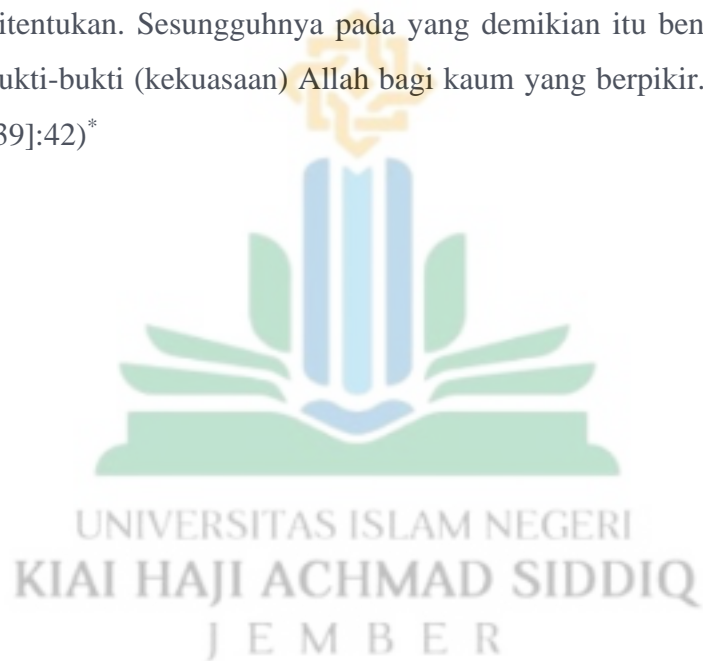 itentukan. Sesungguhnya pada yang demikian itu ben
ukti-bukti (kekuasaan) Allah bagi kaum yang berpikir.
39]:42)*
UNIVERSITAS ISLAM NEGERI
KIAI HAJI ACHMAD SIDDIQ
JEMBER